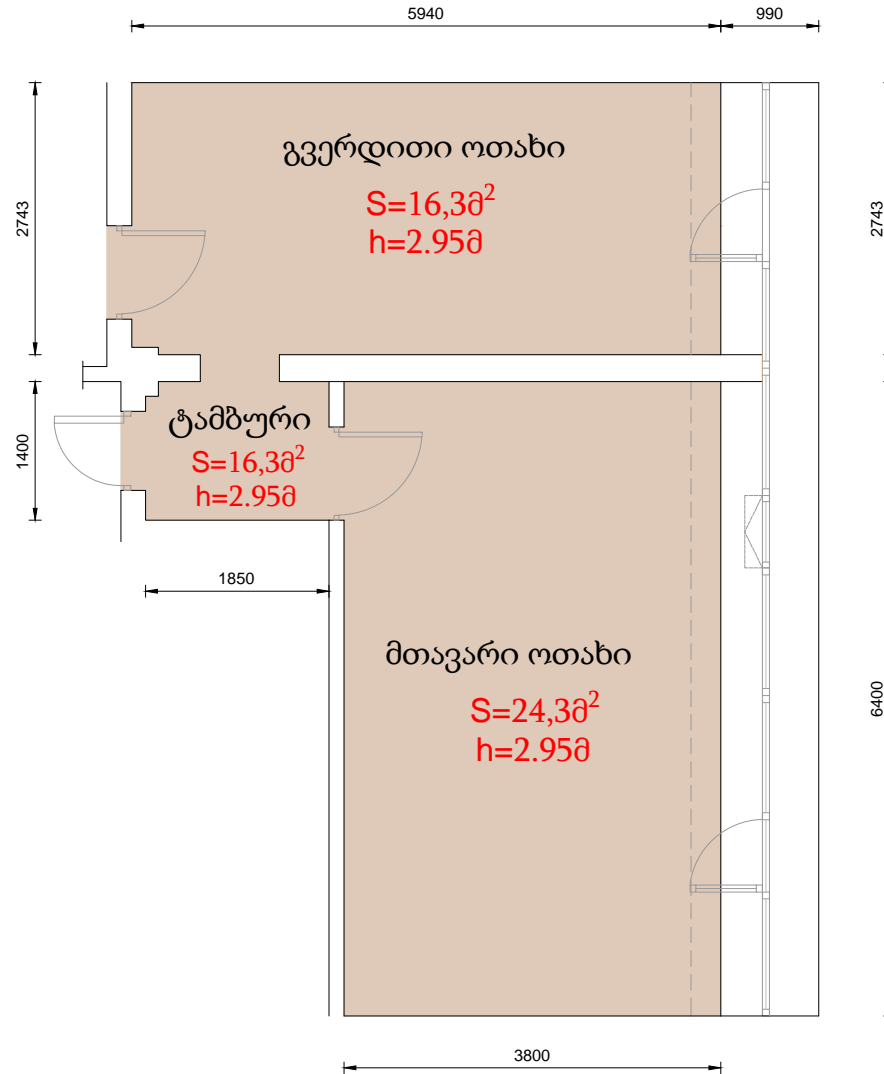 5940
990
2743
2743
გვერდითი ოთახი
S=16,3მ²
h=2.95მ
1400
ტამბური
S=16,3მ²
h=2.95მ
1850
მთავარი ოთახი
S=24,3მ²
h=2.95მ
6400
3800